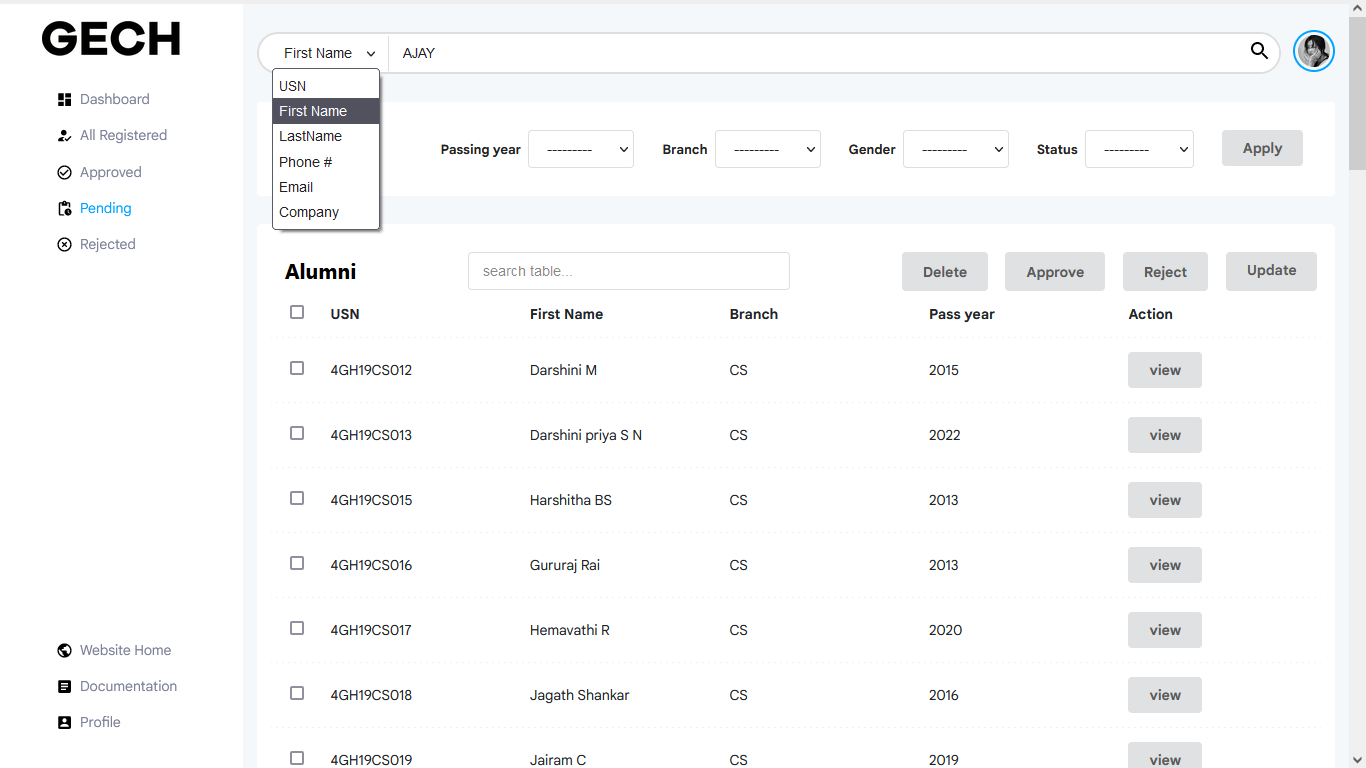 GECH
Dashboard
All Registered
Approved
Pending
Rejected
Website Home
Documentation
Profile
First Name AJAY
USN
First Name
LastName
Phone #
Email
Company
Passing year --------- Branch --------- Gender --------- Status --------- Apply
Alumni search table... Delete Approve Reject Update
USN First Name Branch Pass year Action
4GH19CS012 Darshini M CS 2015 view
4GH19CS013 Darshini priya S N CS 2022 view
4GH19CS015 Harshitha BS CS 2013 view
4GH19CS016 Gururaj Rai CS 2013 view
4GH19CS017 Hemavathi R CS 2020 view
4GH19CS018 Jagath Shankar CS 2016 view
4GH19CS019 Jairam C CS 2019 view